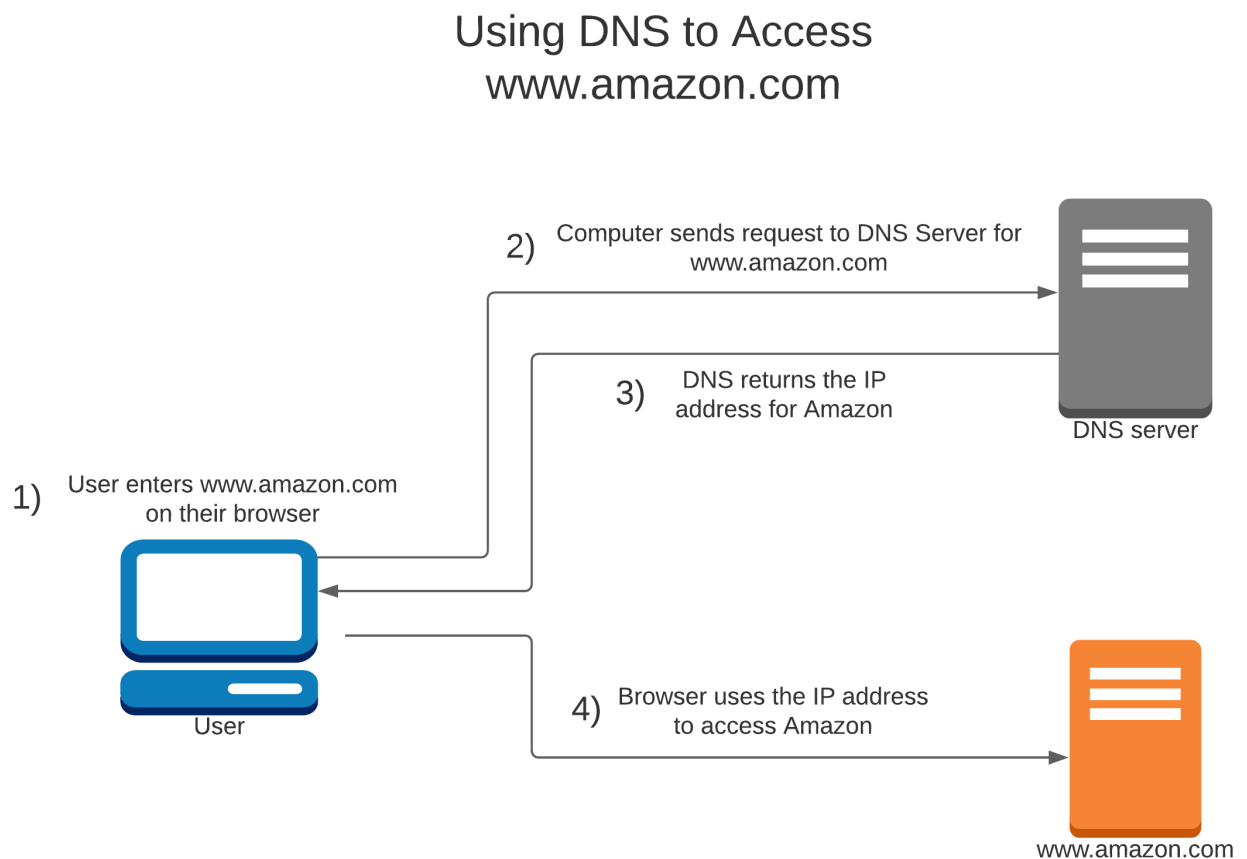 Using DNS to Access
www.amazon.com
2)
Computer sends request to DNS Server for
www.amazon.com
3)
DNS returns the IP
address for Amazon
DNS server
1)
User enters www.amazon.com
on their browser
User
4)
Browser uses the IP address
to access Amazon
www.amazon.com